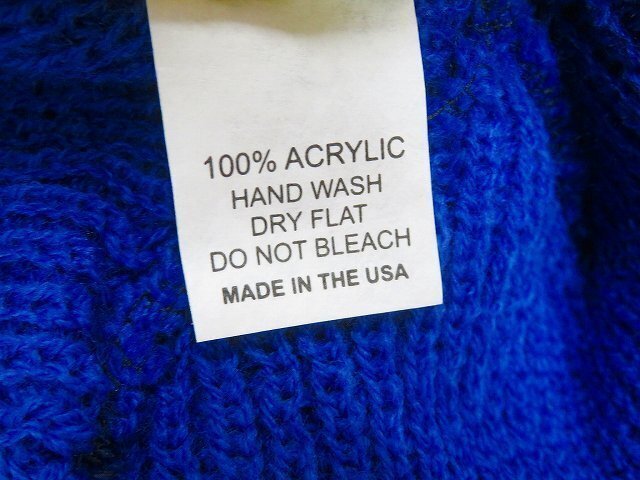 100% ACRYLIC
HAND WASH
DRY FLAT
DO NOT BLEACH
MADE IN THE USA